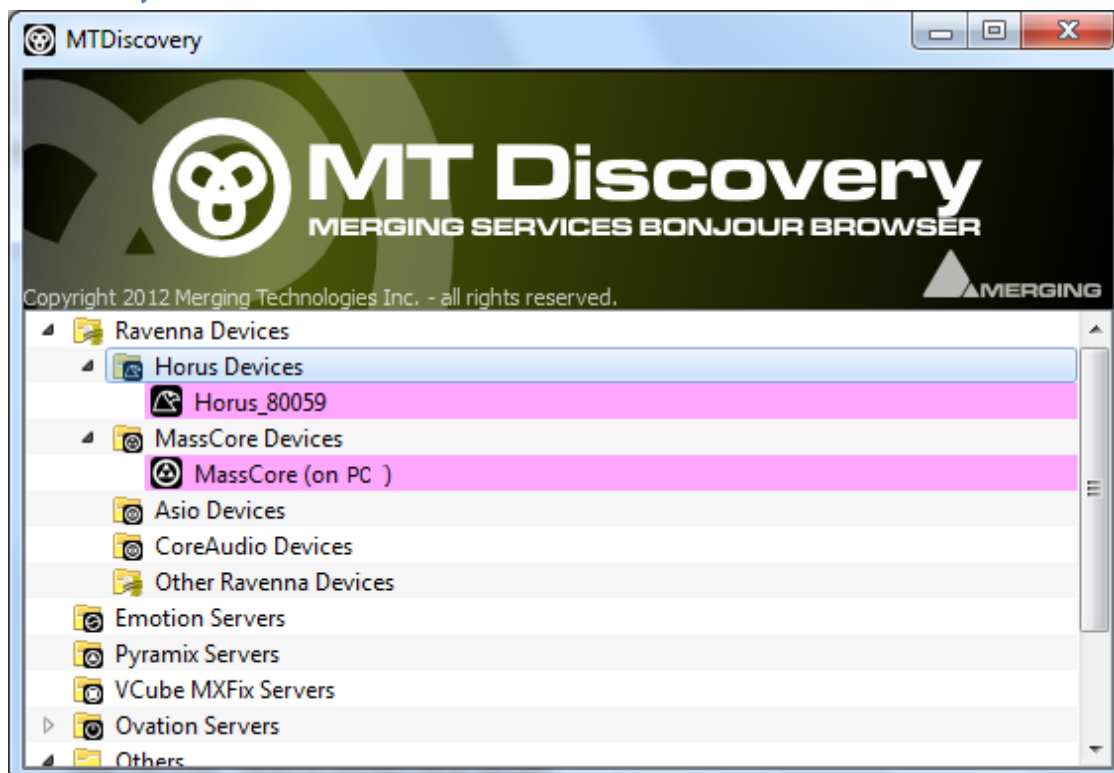 MTDiscovery
MT Discovery
MERGING SERVICES BONJOUR BROWSER
Copyright 2012 Merging Technologies Inc. - all rights reserved.
MERGING
Ravenna Devices
Horus Devices
Horus_80059
MassCore Devices
MassCore (on PC )
Asio Devices
CoreAudio Devices
Other Ravenna Devices
Emotion Servers
Pyramix Servers
VCube MXFix Servers
Ovation Servers
Others